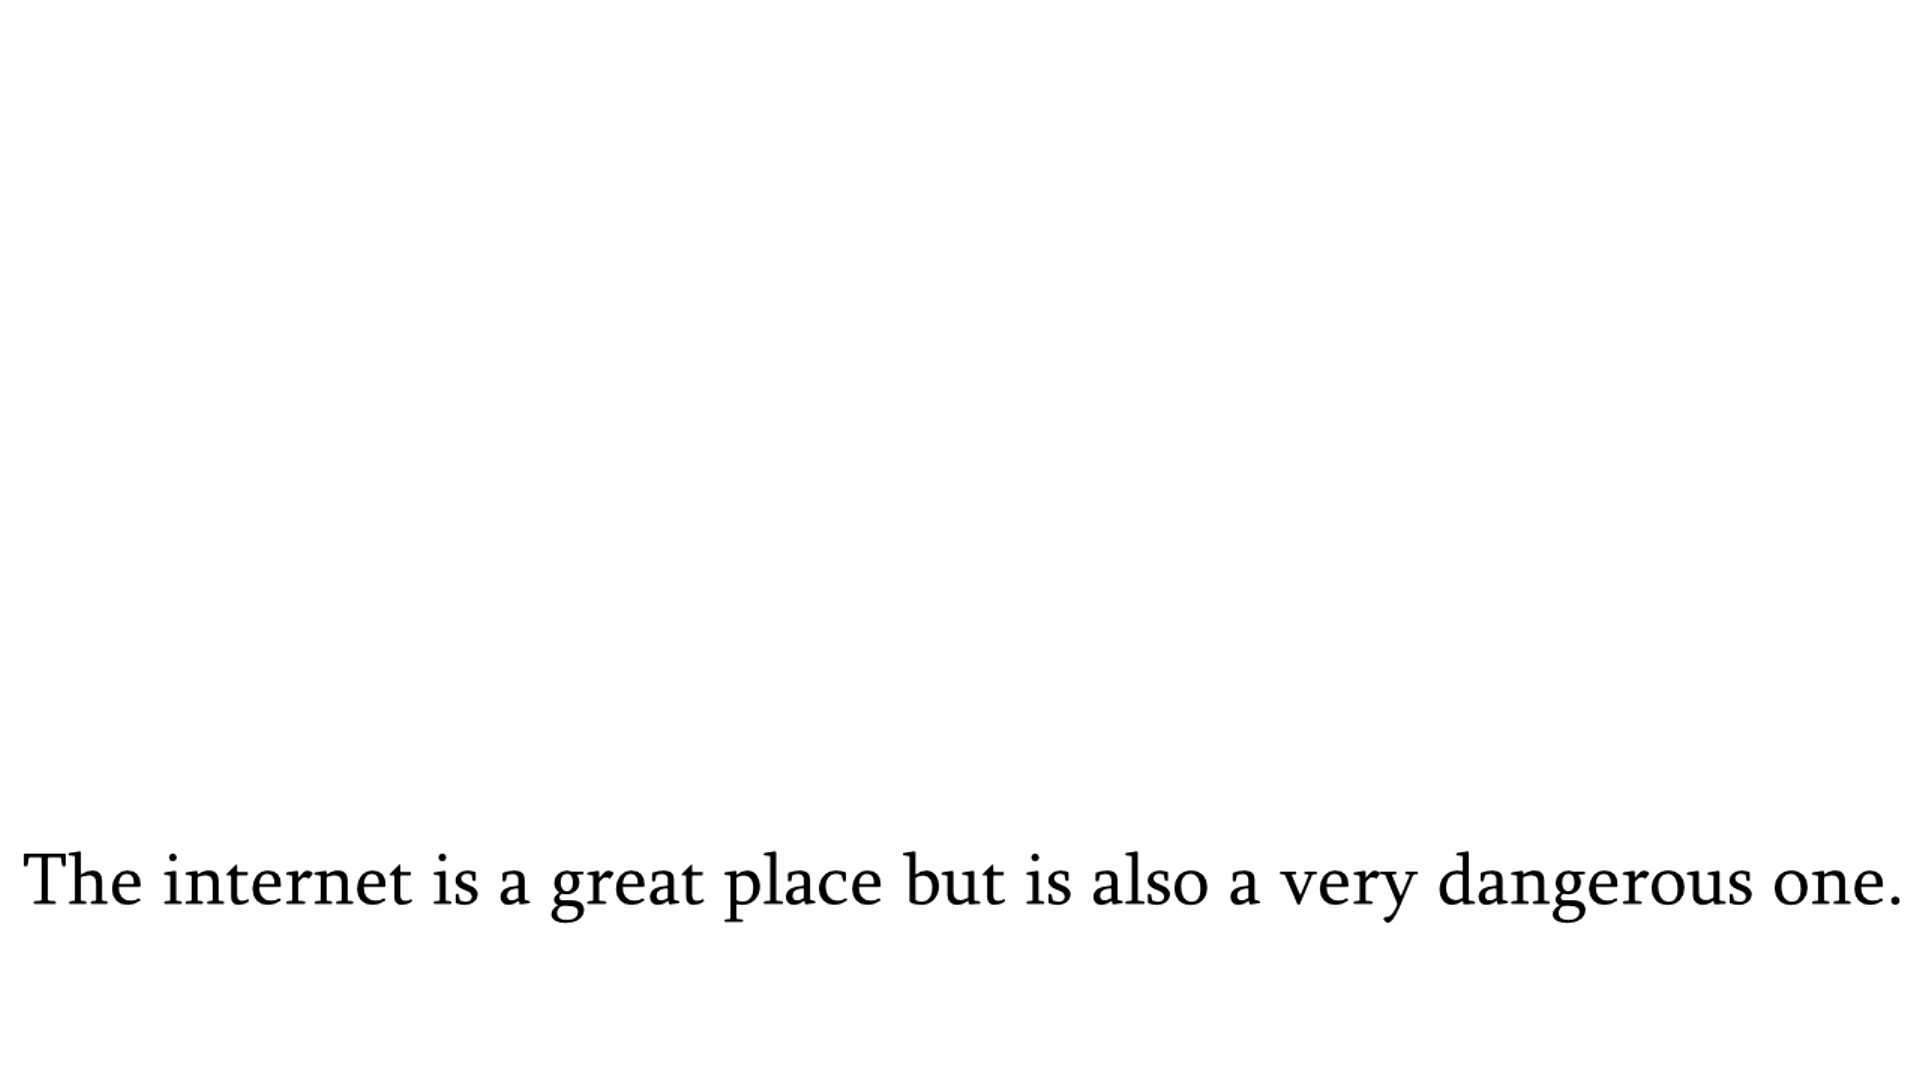 The internet is a great place but is also a very dangerous one.